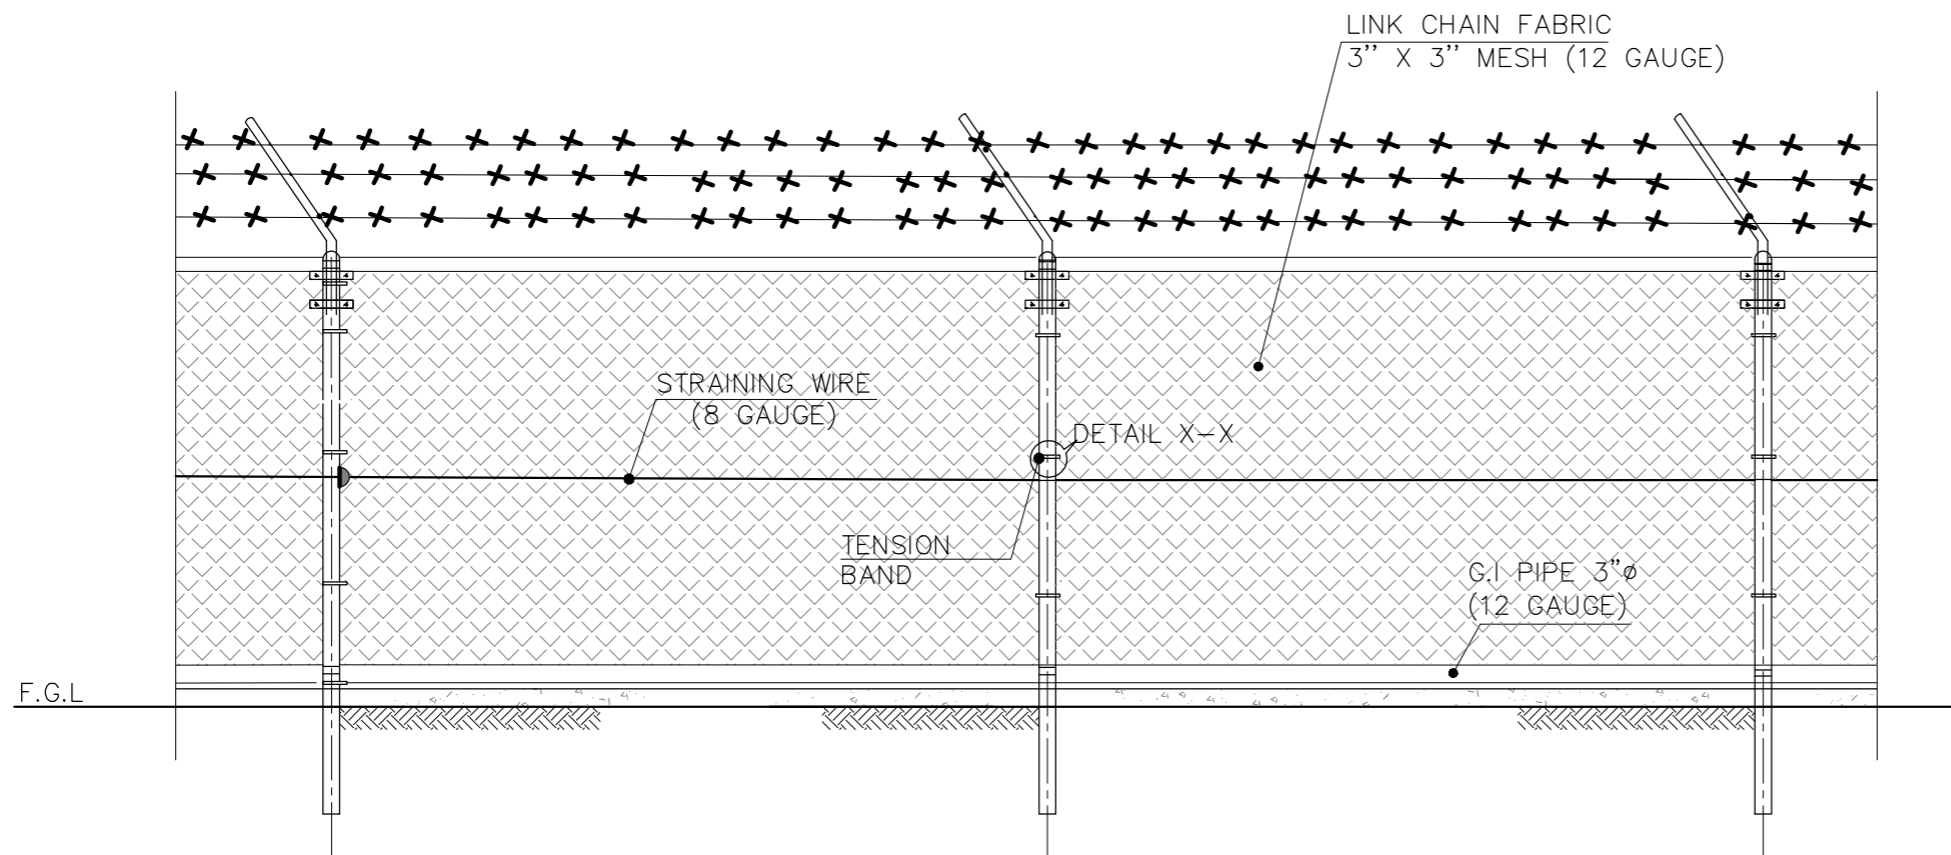 LINK CHAIN FABRIC
3'' X 3'' MESH (12 GAUGE)
STRAINING WIRE
(8 GAUGE)
DETAIL X-X
TENSION
BAND
G.I PIPE 3''ø
(12 GAUGE)
F.G.L